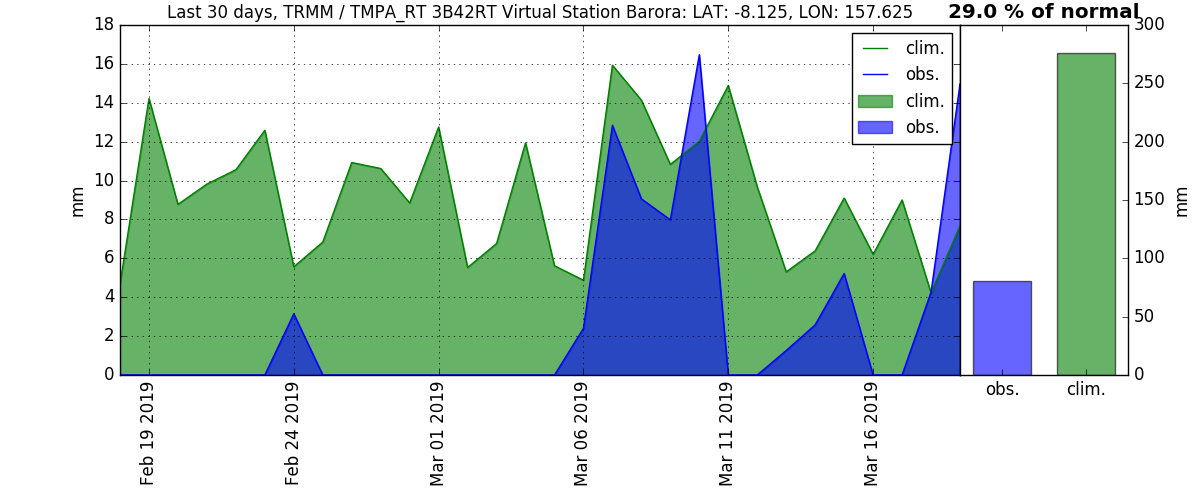 Last 30 days, TRMM / TMPA_RT 3B42RT Virtual Station Barora: LAT: -8.125, LON: 157.625
29.0 % of normal
18
16
14
12
10
8
6
4
2
0
mm
clim.
obs.
clim.
obs.
300
250
200
150
100
50
0
mm
obs.
clim.
Feb 19 2019
Feb 24 2019
Mar 01 2019
Mar 06 2019
Mar 11 2019
Mar 16 2019